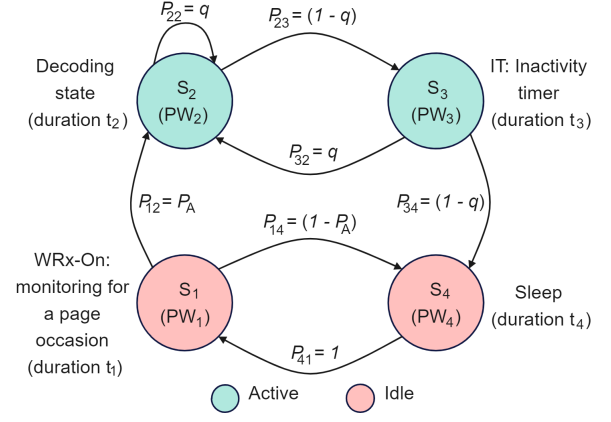 P22 = q
P23 = (1 - q)
Decoding
state
(duration t2)
S2
(PW2)
S3
(PW3)
IT: Inactivity
timer
(duration t3)
P32 = q
P12 = PA
P34 = (1 - q)
P14 = (1 - PA)
WRx-On:
monitoring for
a page
occasion
(duration t1)
S1
(PW1)
S4
(PW4)
Sleep
(duration t4)
P41 = 1
Active
Idle